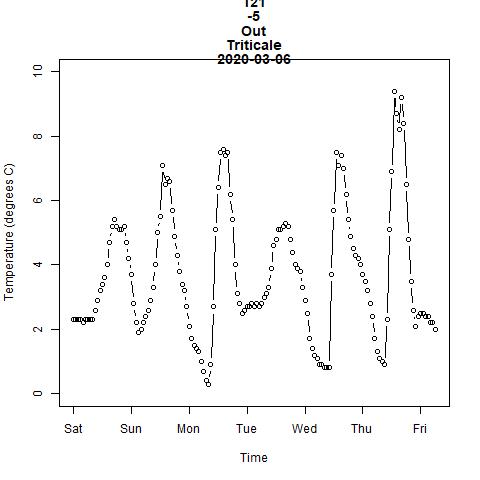 121
-5
Out
Triticale
2020-03-06
Temperature (degrees C)
10
8
6
4
2
0
Sat Sun Mon Tue Wed Thu Fri
Time